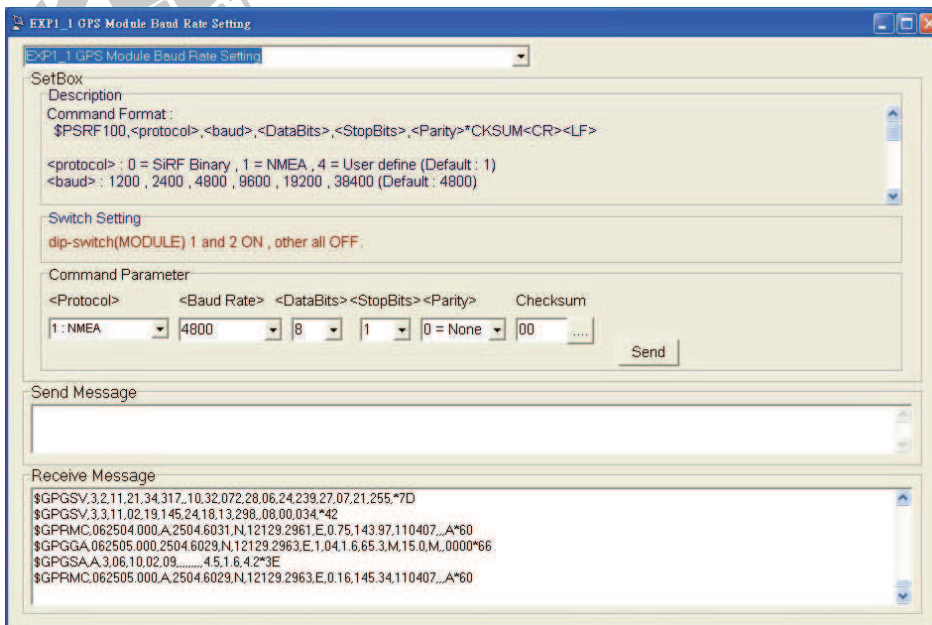 EXP1_1 GPS Module Baud Rate Setting
EXP1_1 GPS Module Baud Rate Setting
SetBox
Description
Command Format :
$PSRF100,<protocol>,<baud>,<DataBits>,<StopBits>,<Parity>*CKSUM<CR><LF>
<protocol> : 0 = SiRF Binary , 1 = NMEA , 4 = User define (Default : 1)
<baud> : 1200 , 2400 , 4800 , 9600 , 19200 , 38400 (Default : 4800)
Switch Setting
dip-switch(MODULE) 1 and 2 ON , other all OFF.
Command Parameter
<Protocol> <Baud Rate> <DataBits> <StopBits> <Parity> Checksum
1 : NMEA 4800 8 1 0 = None 00 ....
Send
Send Message
Receive Message
$GPGSV,3,2,11,21,34,317,,10,32,072,28,06,24,239,27,07,21,255,*7D
$GPGSV,3,3,11,02,19,145,24,18,13,298,,08,00,034,*42
$GPRMC,062504.000,A,2504.6031,N,12129.2961,E,0.75,143.97,110407,,,A*60
$GPGGA,062505.000,2504.6029,N,12129.2963,E,1,04,1.6,65.3,M,15.0,M,,0000*66
$GPGSA,A,3,06,10,02,09,,,,,,,,,4.5,1.6,4.2*3E
$GPRMC,062505.000,A,2504.6029,N,12129.2963,E,0.16,145.34,110407,,,A*60